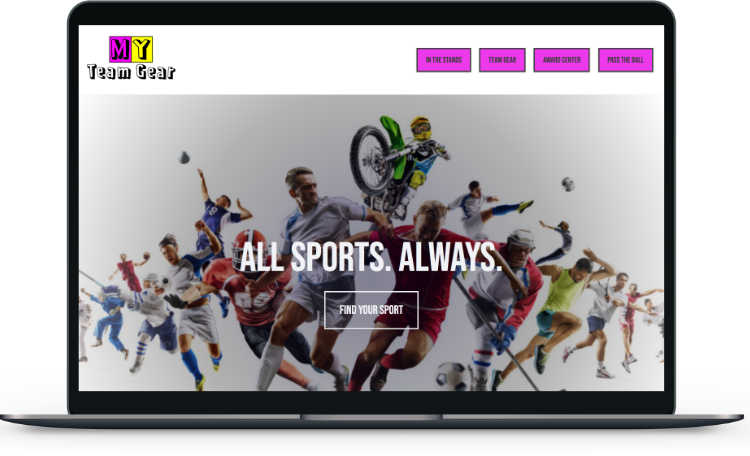 MY
Team Gear
IN THE STANDS
TEAM GEAR
AWARD CENTER
PASS THE BALL
ALL SPORTS. ALWAYS.
FIND YOUR SPORT